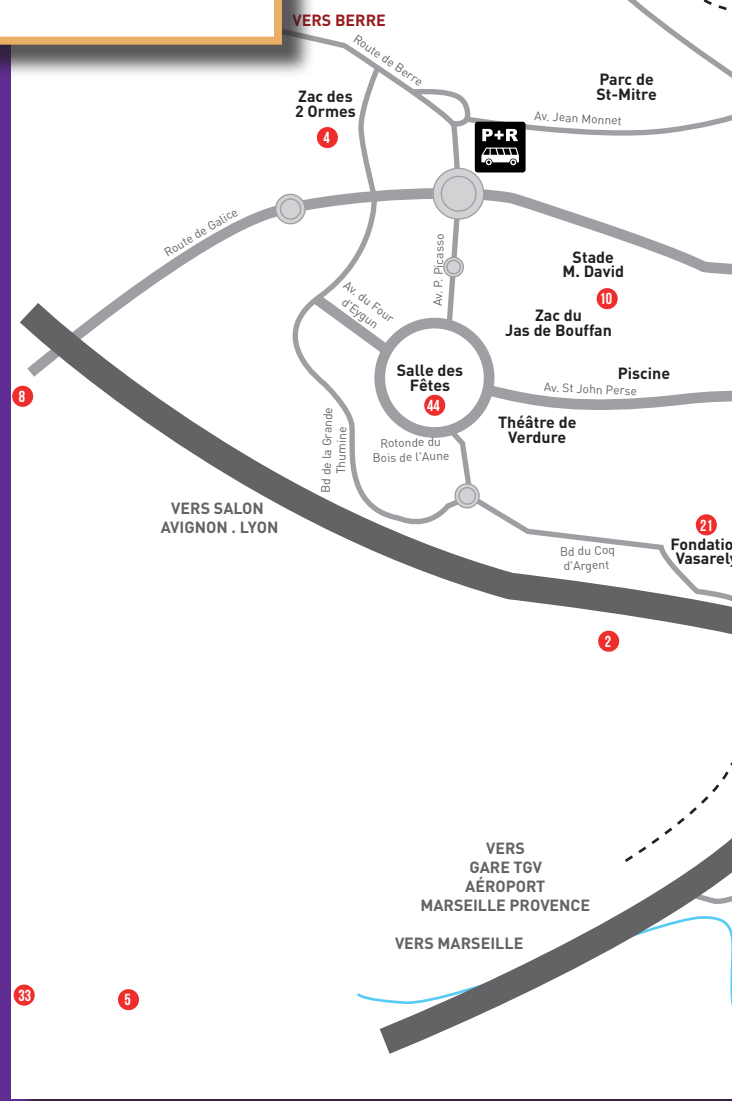 VERS BERRE
Route de Berre
Parc de
St-Mitre
Zac des
2 Ormes
4
Av. Jean Monnet
P+R
Route de Galice
Av. P. Picasso
Stade
M. David
10
Av. du Four
d'Eygun
Zac du
Jas de Bouffan
Salle des
Fêtes
44
Piscine
Av. St John Perse
8
Théâtre de
Verdure
Bd de la Grande
Thumine
Rotonde du
Bois de l'Aune
VERS SALON
AVIGNON . LYON
21
Fondatio
Vasarely
Bd du Coq
d'Argent
2
VERS
GARE TGV
AÉROPORT
MARSEILLE PROVENCE
VERS MARSEILLE
33
5